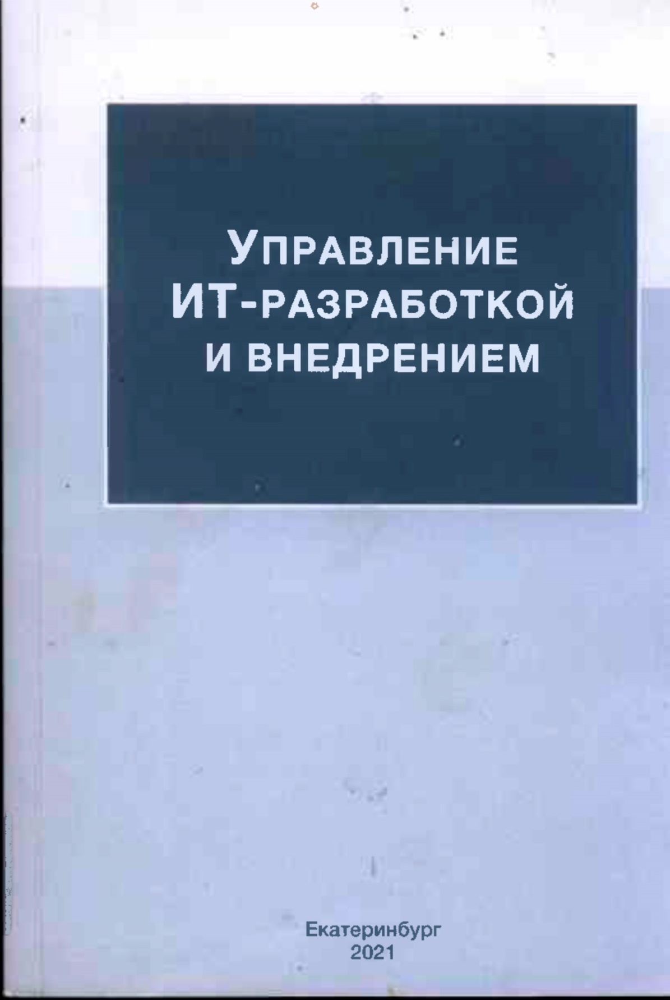 Управление
ИТ-разработкой
и внедрением
Екатеринбург
2021